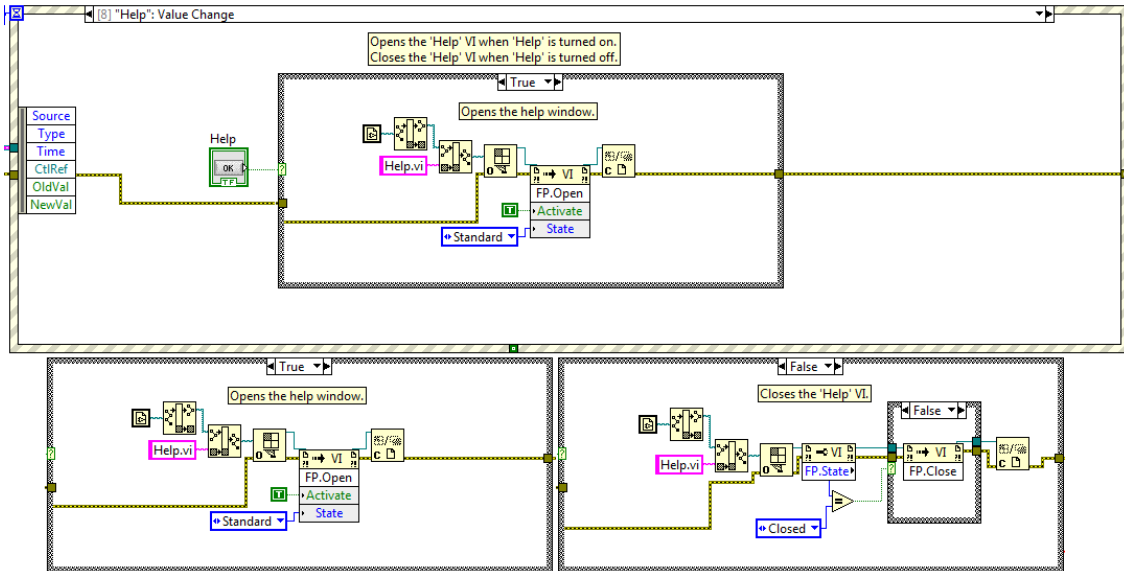 [8] "Help": Value Change
Opens the 'Help' VI when 'Help' is turned on.
Closes the 'Help' VI when 'Help' is turned off.
True
Opens the help window.
Source
Type
Time
CtlRef
OldVal
NewVal
Help
OK
TF
?
Help.vi
O
VI
?!
?!
C
FP.Open
T
Activate
Standard
State
True
Opens the help window.
?
Help.vi
O
VI
?!
?!
C
FP.Open
T
Activate
Standard
State
False
Closes the 'Help' VI.
False
?
Help.vi
O
VI
?!
?!
VI
?!
?!
C
FP.State
FP.Close
?
=
Closed